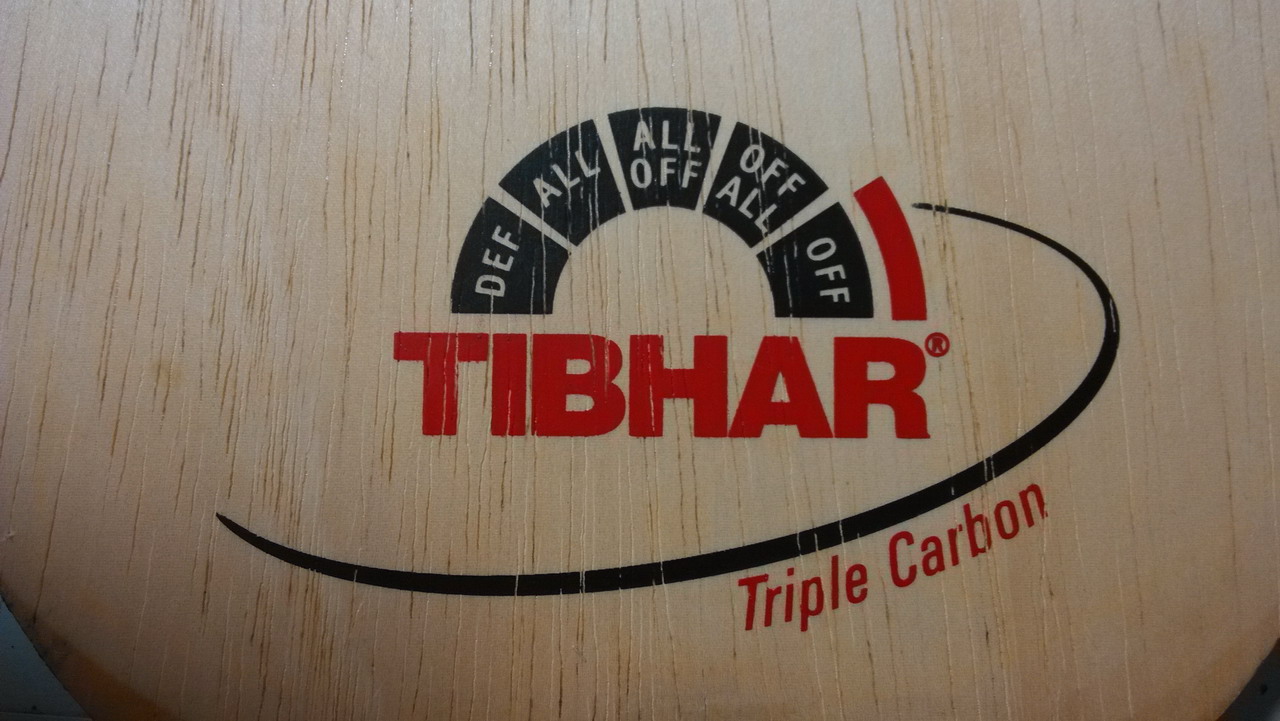 DEF
ALL
ALL
OFF
OFF
ALL
OFF
TIBHAR®
Triple Carbon